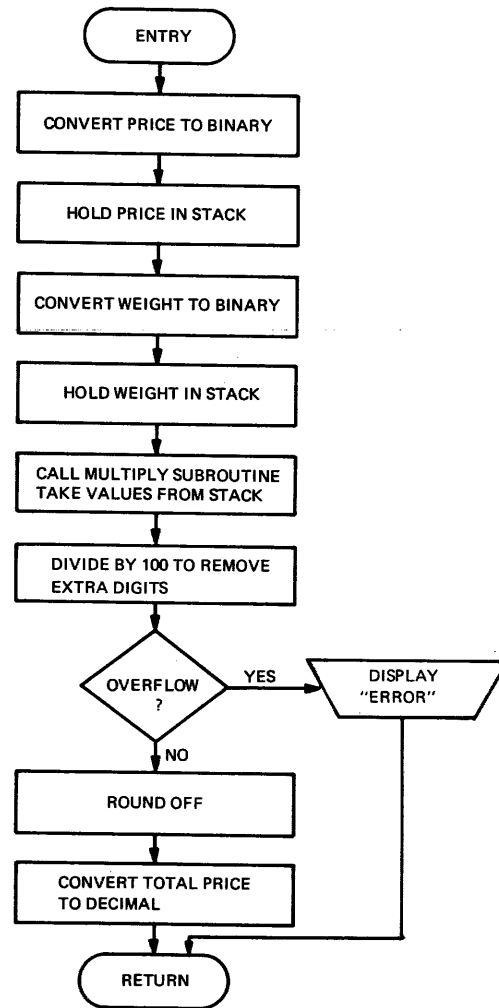 ENTRY
CONVERT PRICE TO BINARY
HOLD PRICE IN STACK
CONVERT WEIGHT TO BINARY
HOLD WEIGHT IN STACK
CALL MULTIPLY SUBROUTINE
TAKE VALUES FROM STACK
DIVIDE BY 100 TO REMOVE
EXTRA DIGITS
OVERFLOW
?
YES
DISPLAY
"ERROR"
NO
ROUND OFF
CONVERT TOTAL PRICE
TO DECIMAL
RETURN